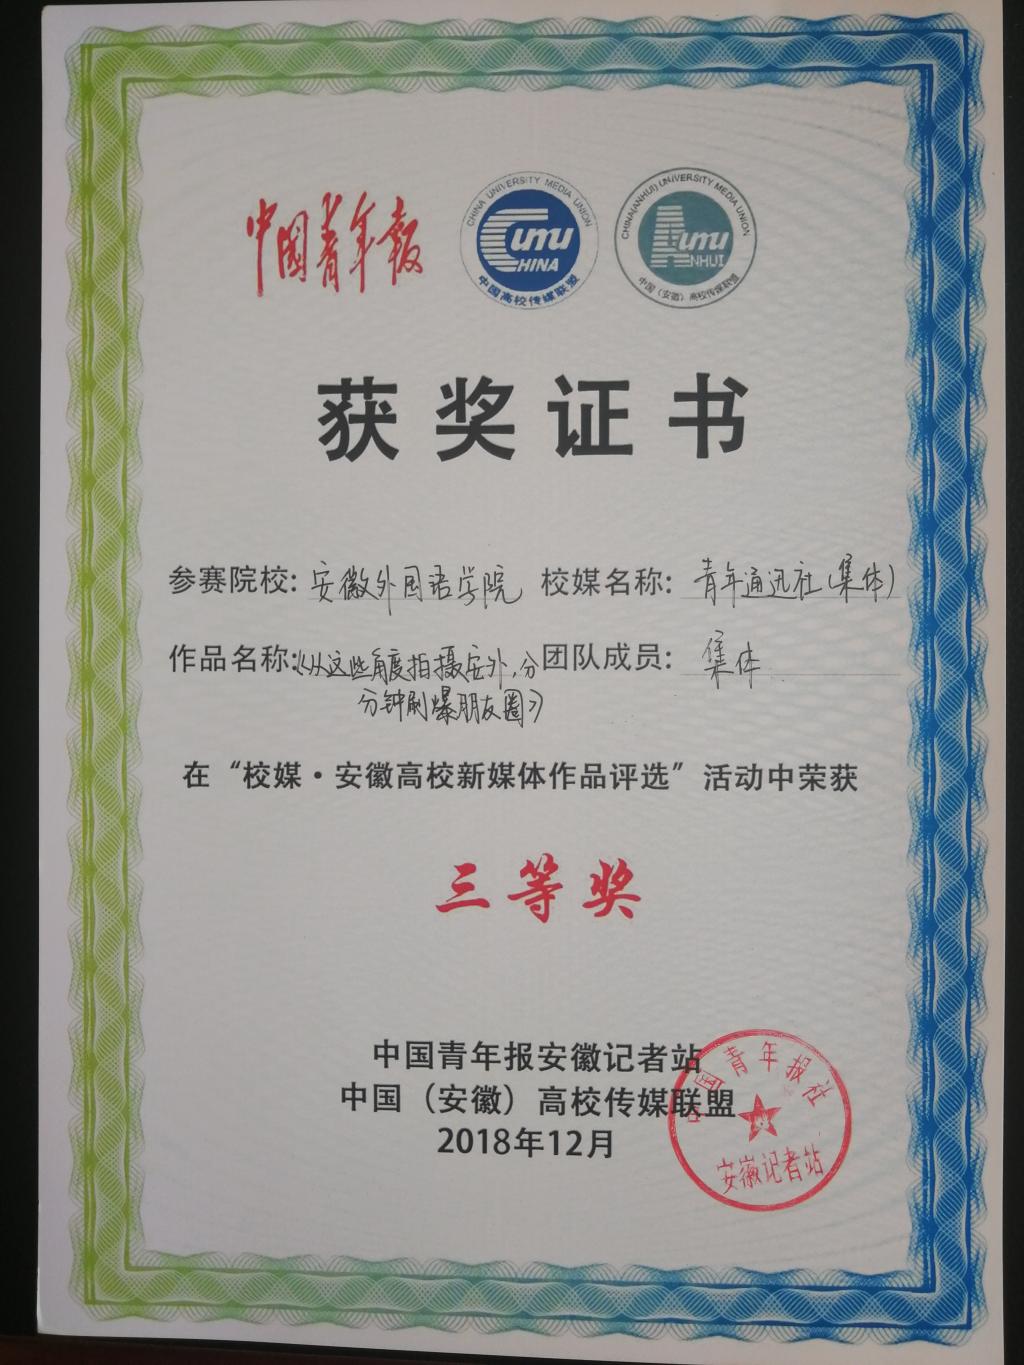 中国青年报
CHINA UNIVERSITY MEDIA UNION
Cumu
CHINA
中国高校传媒联盟
CHINA(ANHUI) UNIVERSITY MEDIA UNION
Aumu
ANHUI
中国（安徽）高校传媒联盟
获奖证书
参赛院校: 安徽外国语学院 校媒名称: 青年通讯社(集体)
作品名称:《从这些角度拍摄安外,分 团队成员: 集体
分钟刷爆朋友圈》
在“校媒·安徽高校新媒体作品评选”活动中荣获
三等奖
中国青年报安徽记者站
中国（安徽）高校传媒联盟
2018年12月
中国青年报社
安徽记者站